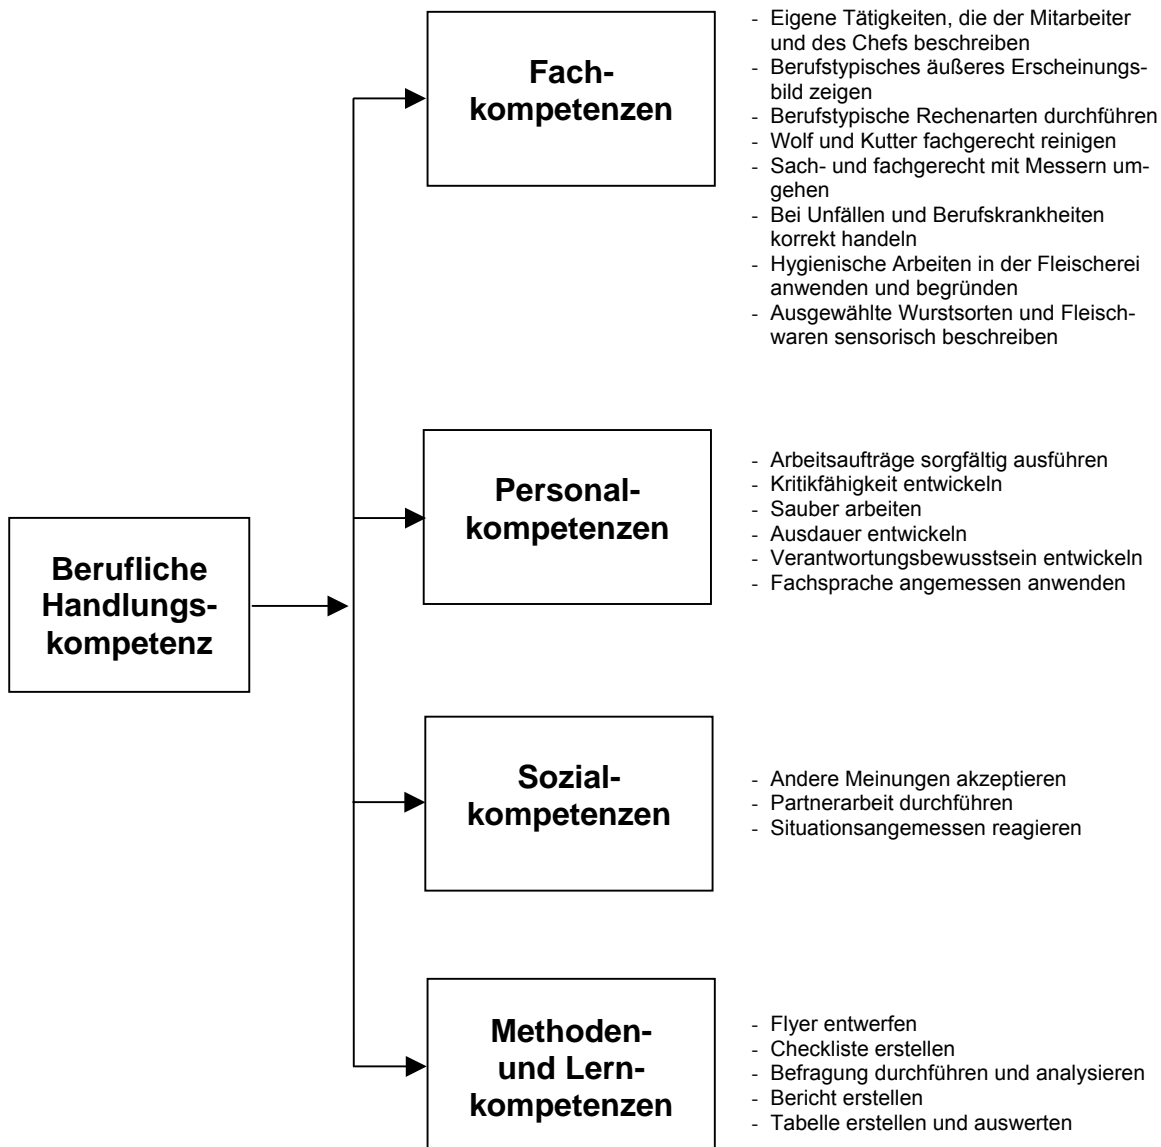 Berufliche
Handlungs-
kompetenz
Fach-
kompetenzen
- Eigene Tätigkeiten, die der Mitarbeiter
und des Chefs beschreiben
- Berufstypisches äußeres Erscheinungs-
bild zeigen
- Berufstypische Rechenarten durchführen
- Wolf und Kutter fachgerecht reinigen
- Sach- und fachgerecht mit Messern um-
gehen
- Bei Unfällen und Berufskrankheiten
korrekt handeln
- Hygienische Arbeiten in der Fleischerei
anwenden und begründen
- Ausgewählte Wurstsorten und Fleisch-
waren sensorisch beschreiben
Personal-
kompetenzen
- Arbeitsaufträge sorgfältig ausführen
- Kritikfähigkeit entwickeln
- Sauber arbeiten
- Ausdauer entwickeln
- Verantwortungsbewusstsein entwickeln
- Fachsprache angemessen anwenden
Sozial-
kompetenzen
- Andere Meinungen akzeptieren
- Partnerarbeit durchführen
- Situationsangemessen reagieren
Methoden-
und Lern-
kompetenzen
- Flyer entwerfen
- Checkliste erstellen
- Befragung durchführen und analysieren
- Bericht erstellen
- Tabelle erstellen und auswerten